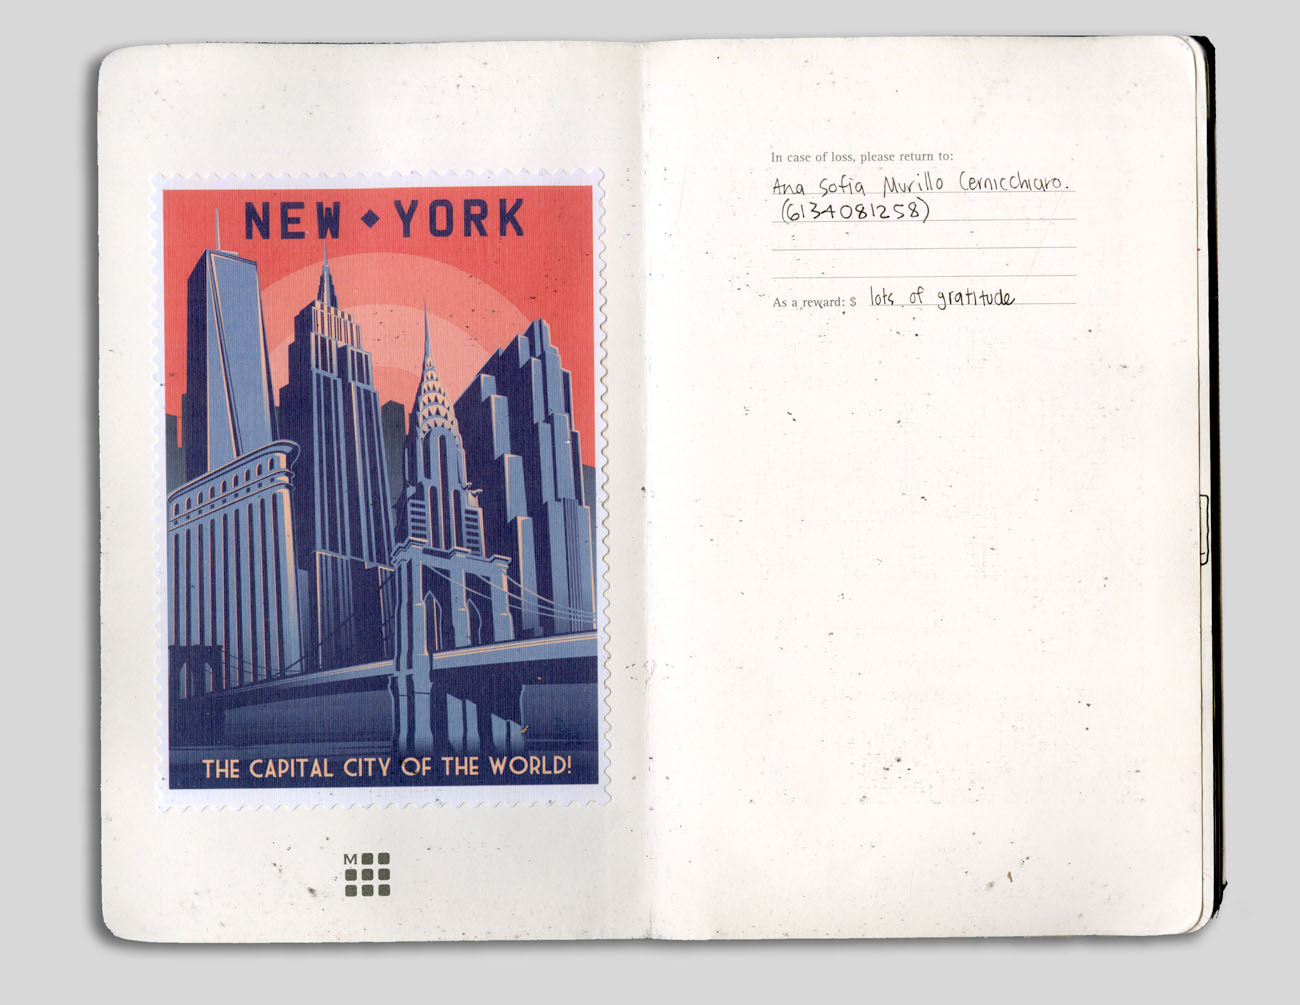 NEW ◆ YORK
THE CAPITAL CITY OF THE WORLD!
M
In case of loss, please return to:
Ana Sofia Murillo Cernicchiaro.
(6134081258)
As a reward: $ lots of gratitude